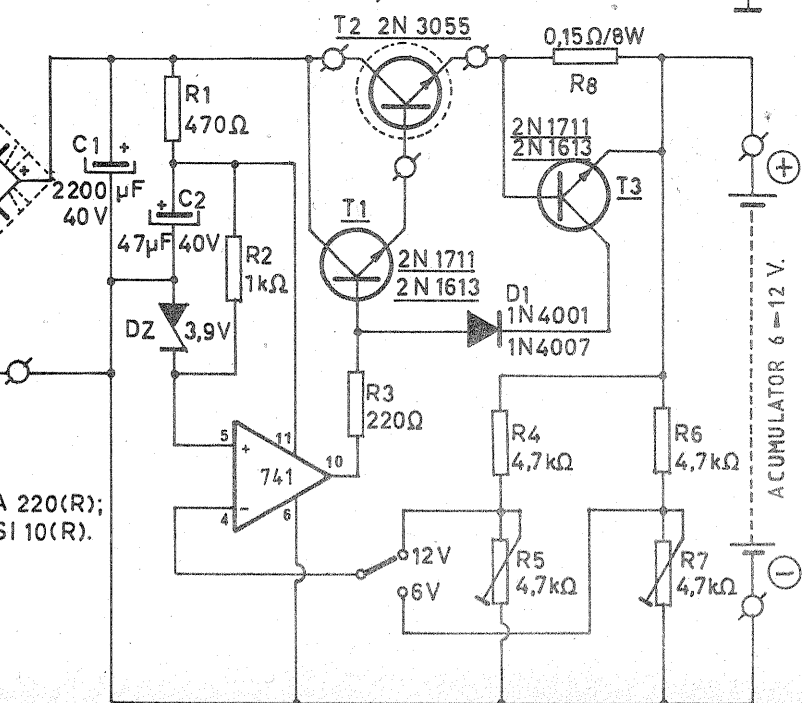 T2 2N 3055
0,15Ω/8W
R8
R1
470Ω
C1 +
2200 µF
40V
+ C2
47µF 40V
R2
1kΩ
T1
2N 1711
2N 1613
2N1711
2N1613
T3
+
D1
1N4001
1N4007
DZ 3,9V
R3
220Ω
5 + 11
741 10
4 − 6
R4
4,7kΩ
R6
4,7kΩ
A 220(R);
SI 10(R).
12V
6V
R5
4,7kΩ
R7
4,7kΩ
−
ACUMULATOR 6–12 V.